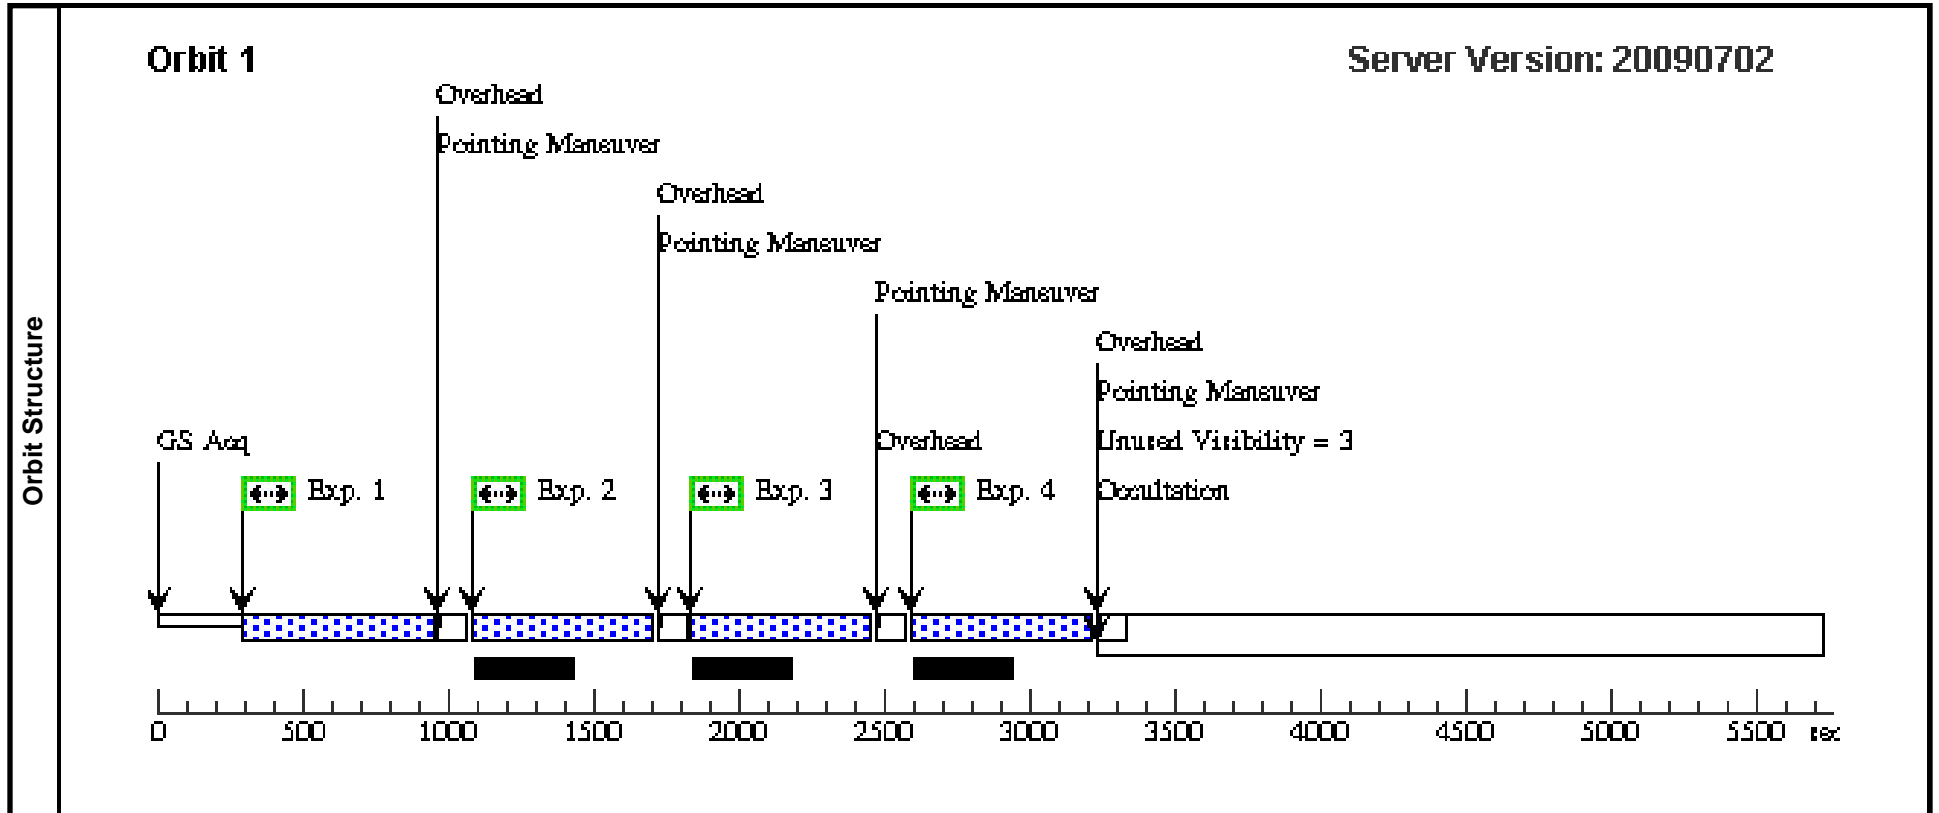 Orbit 1
Server Version: 20090702
Overhead
Pointing Maneuver
Overhead
Pointing Maneuver
Pointing Maneuver
Overhead
Pointing Maneuver
GS Acq
Overhead
Unused Visibility = 3
Exp. 1
Exp. 2
Exp. 3
Exp. 4
Occultation
Orbit Structure
0 500 1000 1500 2000 2500 3000 3500 4000 4500 5000 5500 sec